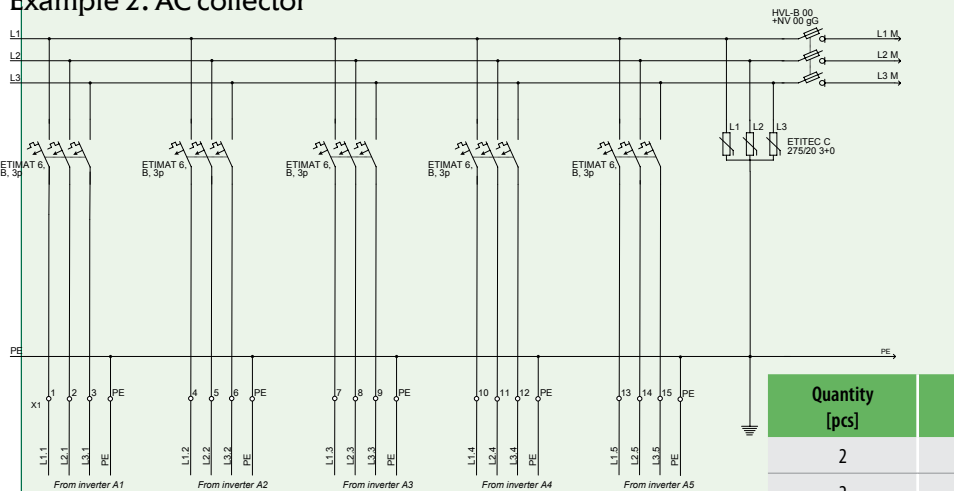 Example 2: AC collector
HVL-B 00
+NV 00 gG
L1 L1 M
L2 L2 M
L3 L3 M
L1 L2 L3
ETITEC C
275/20 3+0
ETIMAT 6,
B, 3p
ETIMAT 6,
B, 3p
ETIMAT 6,
B, 3p
ETIMAT 6,
B, 3p
ETIMAT 6,
B, 3p
PE PE
X1 1 2 3 PE 4 5 6 PE 7 8 9 PE 10 11 12 PE 13 14 15 PE
L1.1 L2.1 L3.1 PE L1.2 L2.2 L3.2 PE L1.3 L2.3 L3.3 PE L1.4 L2.4 L3.4 PE L1.5 L2.5 L3.5 PE
From inverter A1 From inverter A2 From inverter A3 From inverter A4 From inverter A5
Quantity
[pcs]
2